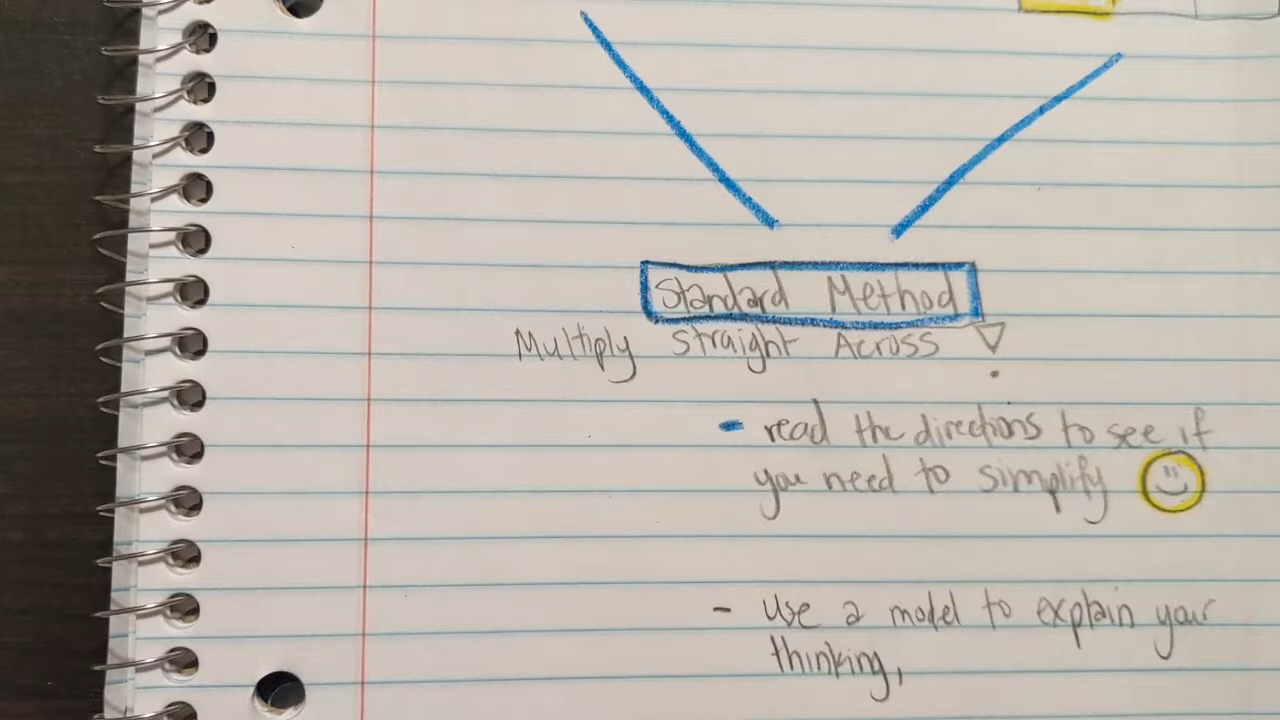 Standard Method
Multiply straight Across !
- read the directions to see if
you need to simplify
- use a model to explain your
thinking,